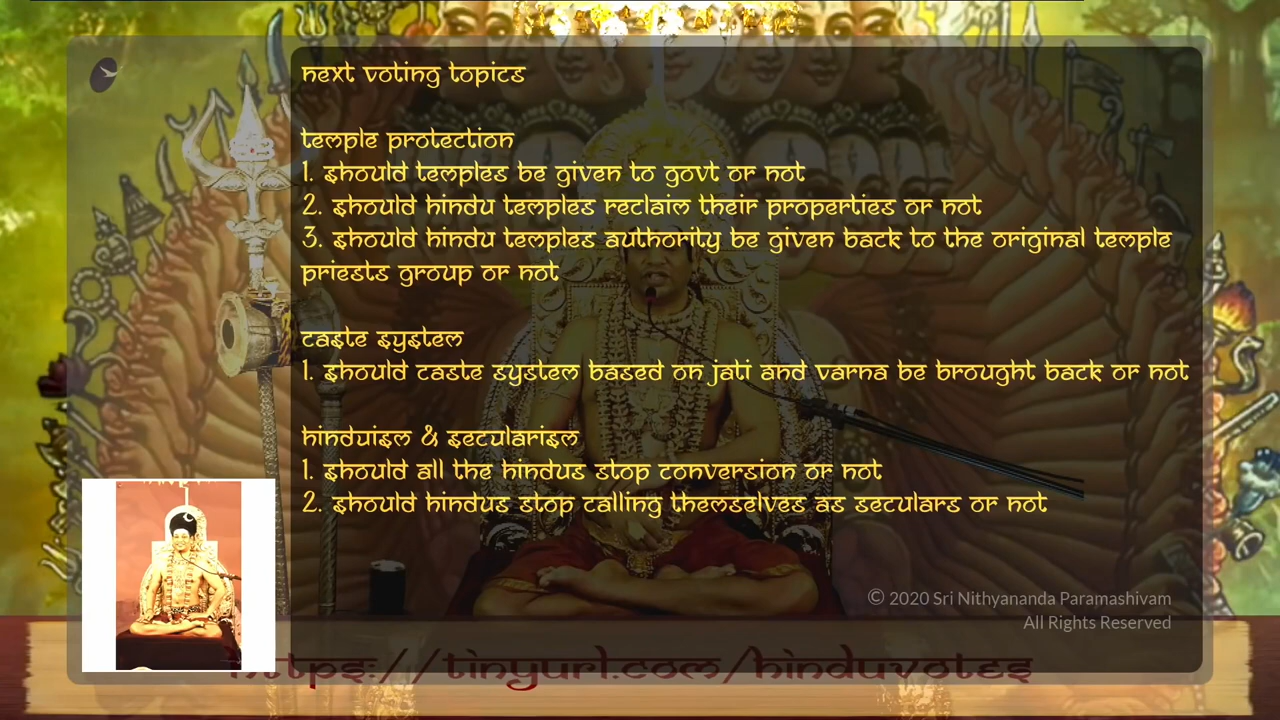 next voting topics
temple protection
1. should temples be given to govt or not
2. should hindu temples reclaim their properties or not
3. should hindu temples authority be given back to the original temple
priests group or not
caste system
1. should caste system based on jati and varna be brought back or not
hinduism & secularism
1. should all the hindus stop conversion or not
2. should hindus stop calling themselves as seculars or not
© 2020 Sri Nithyananda Paramashivam
All Rights Reserved
https://tinyurl.com/hinduvotes